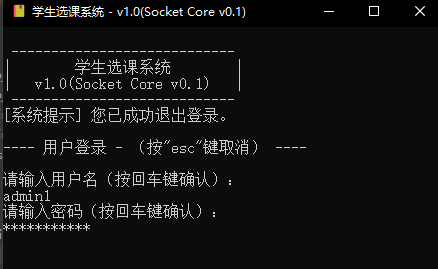 学生选课系统 - v1.0(Socket Core v0.1)
---------------------------
| 学生选课系统 |
| v1.0(Socket Core v0.1) |
---------------------------
[系统提示] 您已成功退出登录。
---- 用户登录 - （按"esc"键取消） ----
请输入用户名（按回车键确认）：
admin1
请输入密码（按回车键确认）：
***********